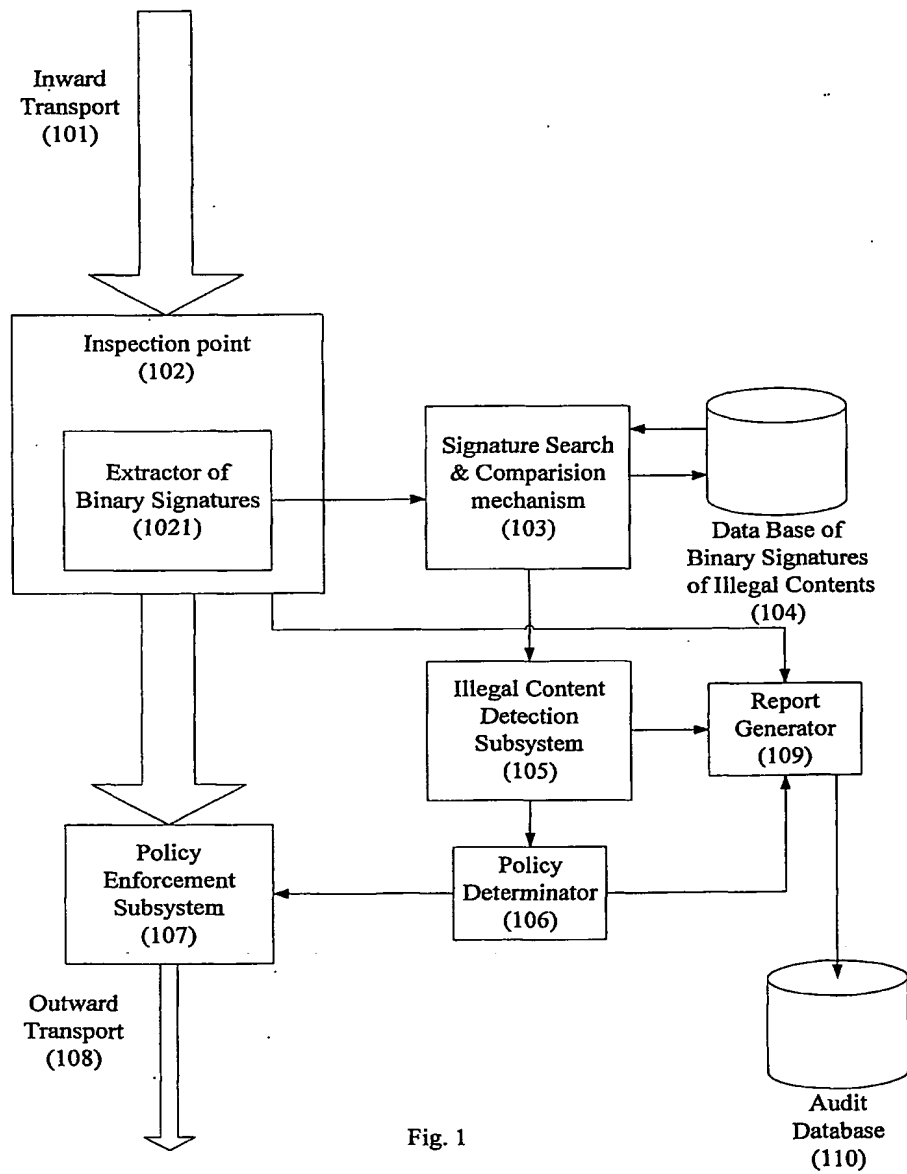 Inward
Transport
(101)
Inspection point
(102)
Extractor of
Binary Signatures
(1021)
Signature Search
& Comparision
mechanism
(103)
Data Base of
Binary Signatures
of Illegal Contents
(104)
Illegal Content
Detection
Subsystem
(105)
Report
Generator
(109)
Policy
Enforcement
Subsystem
(107)
Policy
Determinator
(106)
Outward
Transport
(108)
Audit
Database
(110)
Fig. 1